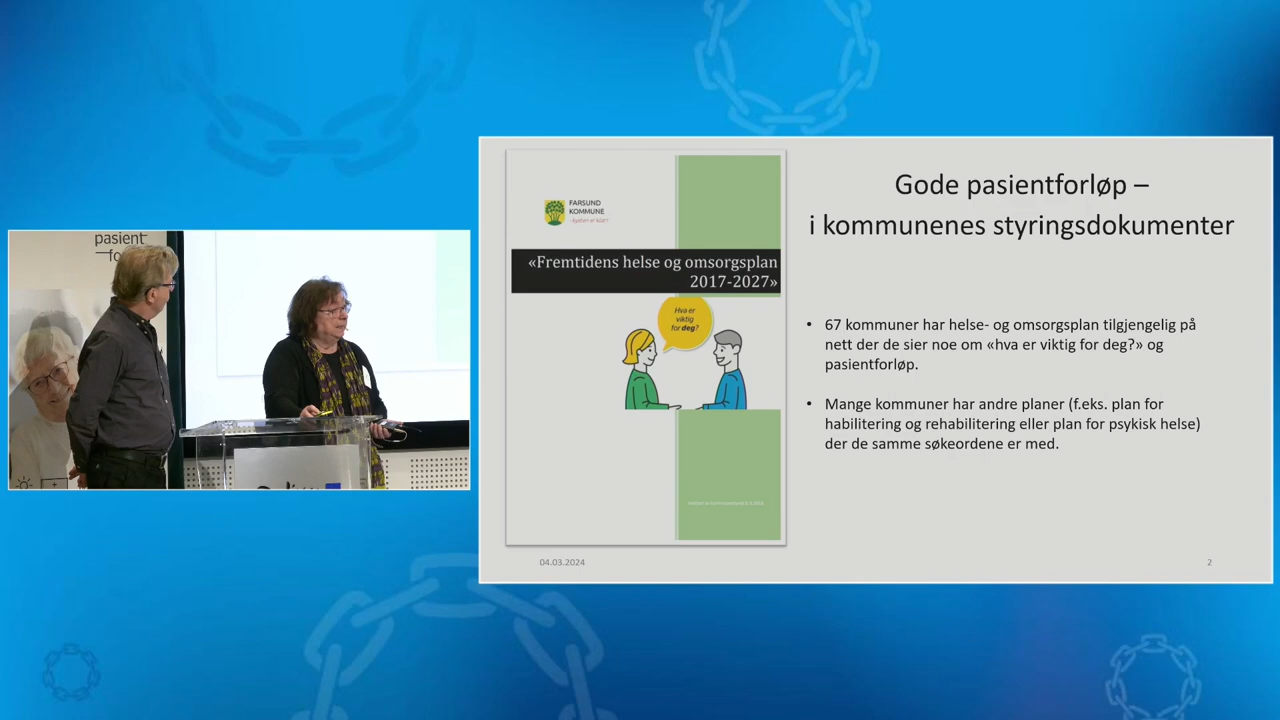 pasient
fo
FARSUND
KOMMUNE
«Fremtidens helse og omsorgsplan
2017-2027»
Hva er
viktig
for deg?
Gode pasientforløp –
i kommunenes styringsdokumenter
• 67 kommuner har helse- og omsorgsplan tilgjengelig på
nett der de sier noe om «hva er viktig for deg?» og
pasientforløp.
• Mange kommuner har andre planer (f.eks. plan for
habilitering og rehabilitering eller plan for psykisk helse)
der de samme søkeordene er med.
04.03.2024
2